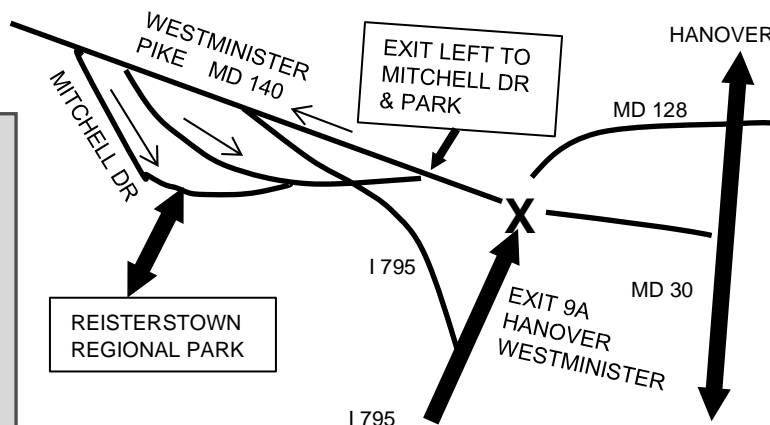 WESTMINISTER
PIKE MD 140
EXIT LEFT TO
MITCHELL DR
& PARK
HANOVER
MD 128
MITCHELL DR
X
I 795
MD 30
EXIT 9A
HANOVER
WESTMINISTER
REISTERSTOWN
REGIONAL PARK
I 795